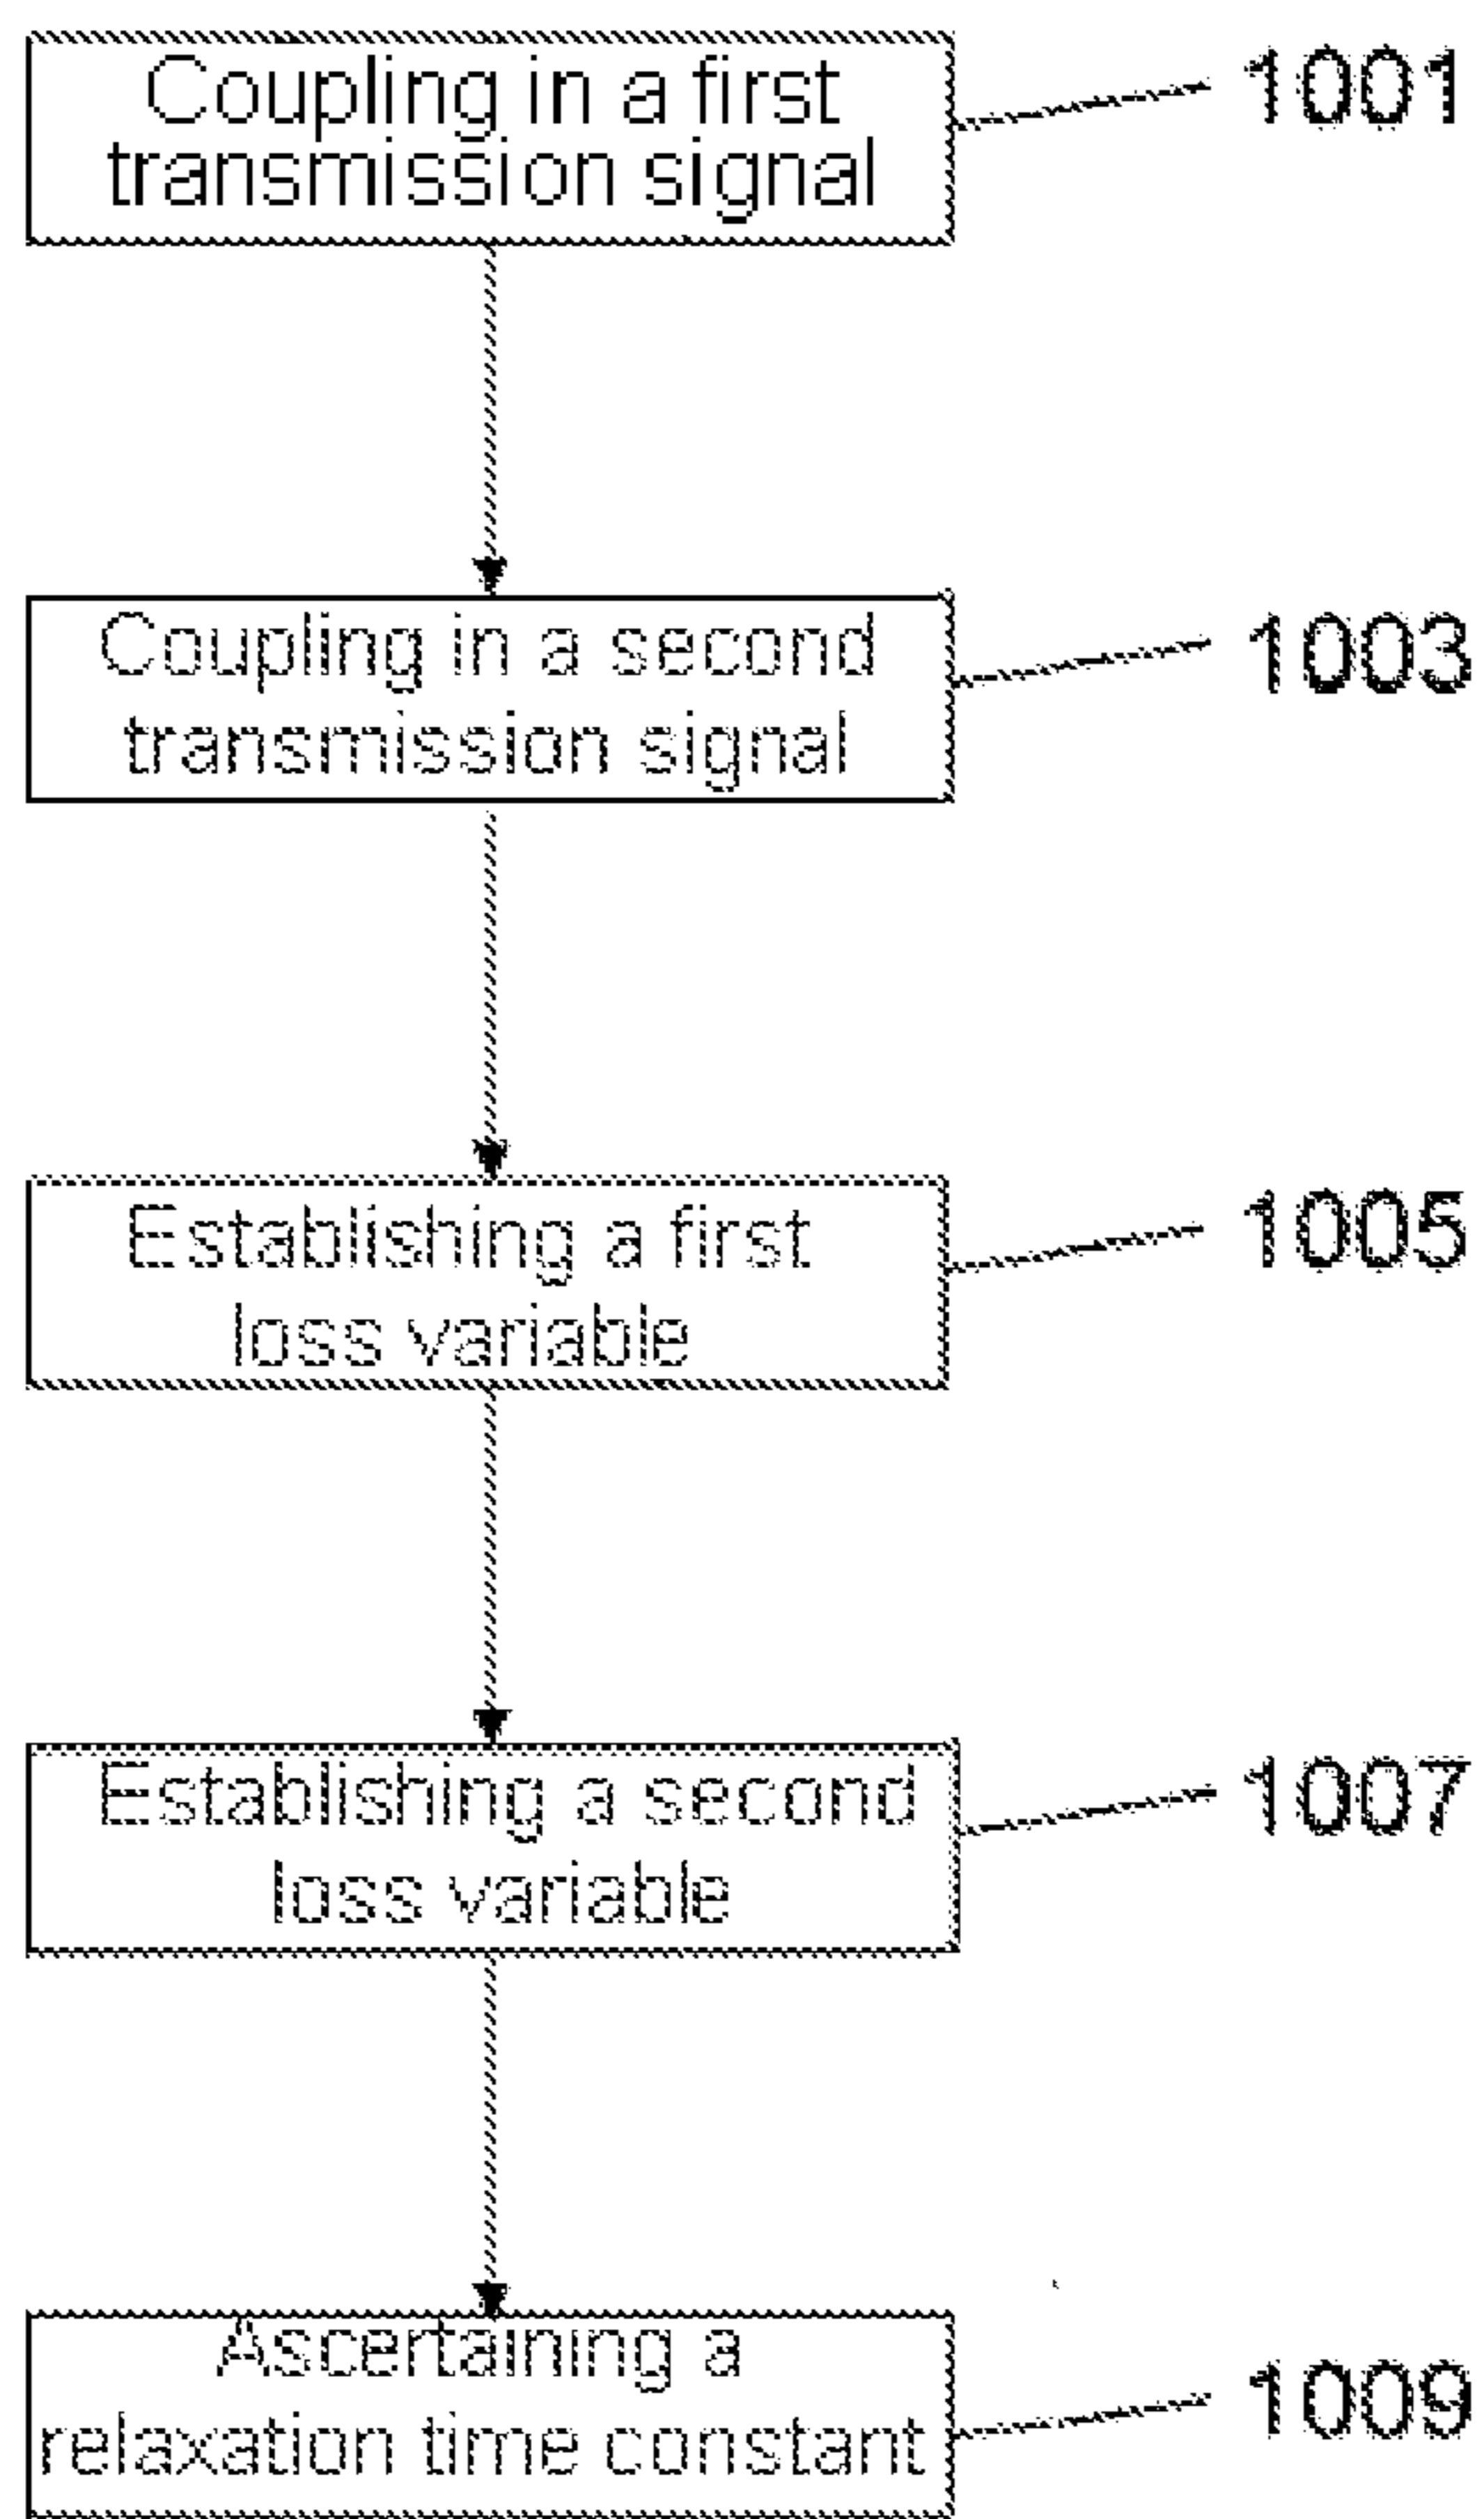 Coupling in a first
transmission signal
1001
Coupling in a second
transmission signal
1003
Establishing a first
loss variable
1005
Establishing a second
loss variable
1007
Ascertaining a
relaxation time constant
1009